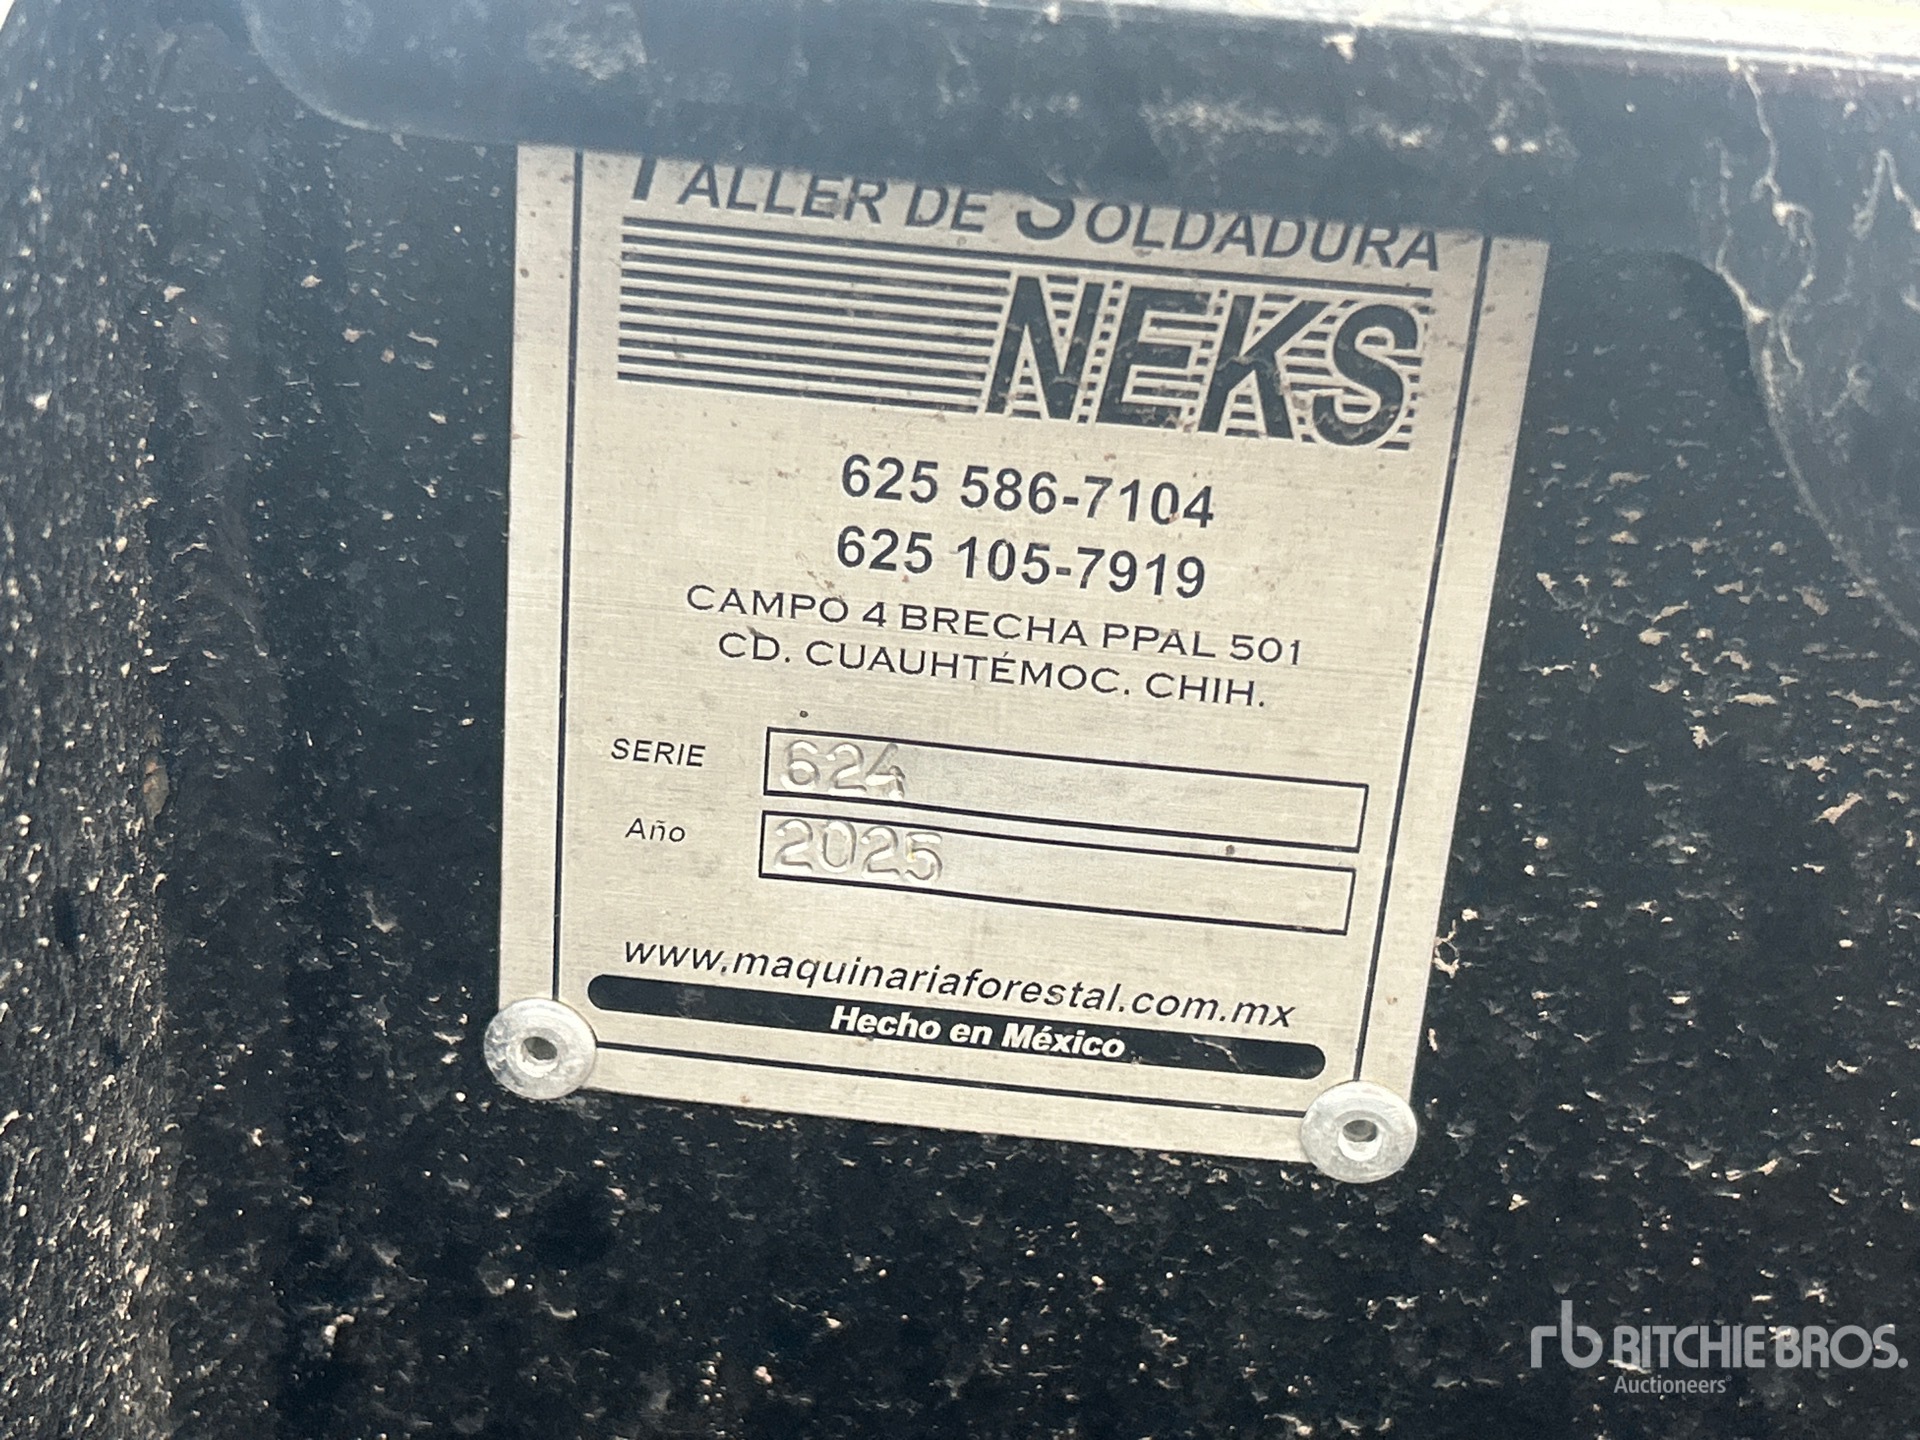 TALLER DE SOLDADURA
NEKS
625 586-7104
625 105-7919
CAMPO 4 BRECHA PPAL 501
CD. CUAUHTÉMOC. CHIH.
SERIE 624
Año 2025
www.maquinariaforestal.com.mx
Hecho en México
rb RITCHIE BROS.
Auctioneers